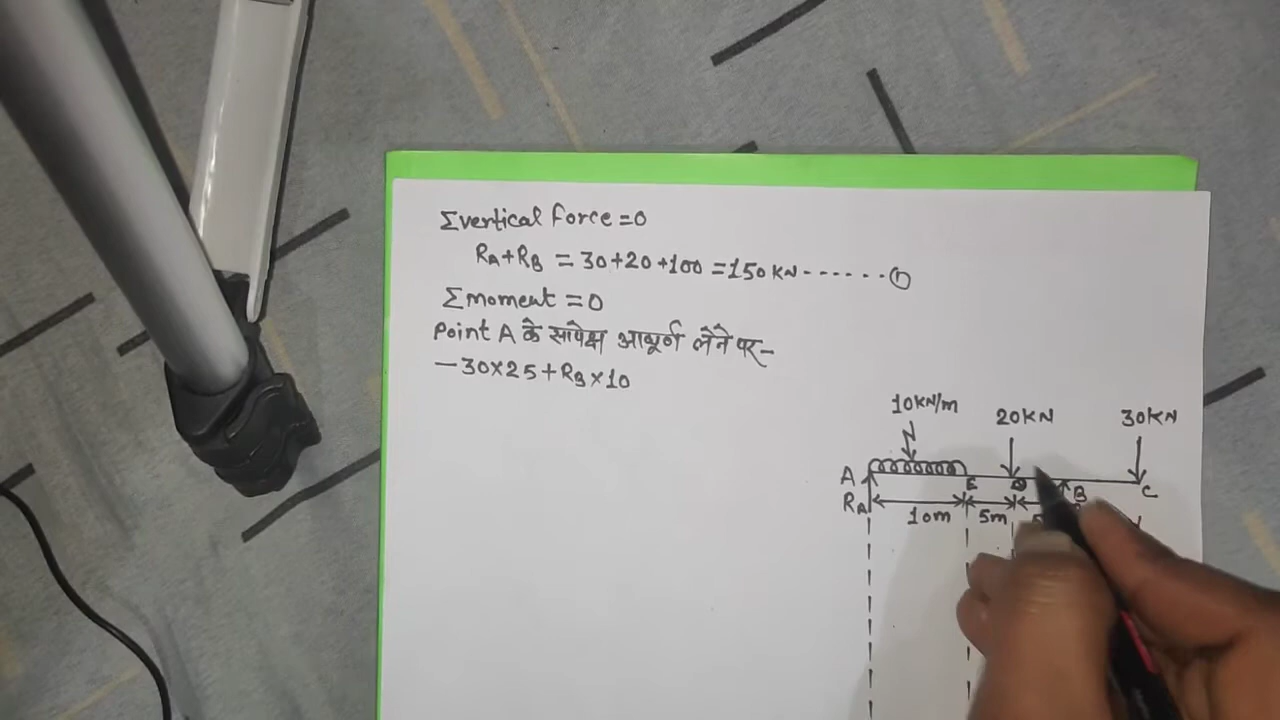 Σvertical force=0
RA+RB = 30+20+100 = 150 KN ------ ①
Σmoment = 0
Point A के सापेक्ष आघूर्ण लेने पर-
-30×25+RB×10
10KN/m 20KN 30KN
A E D B C
RA 10m 5m